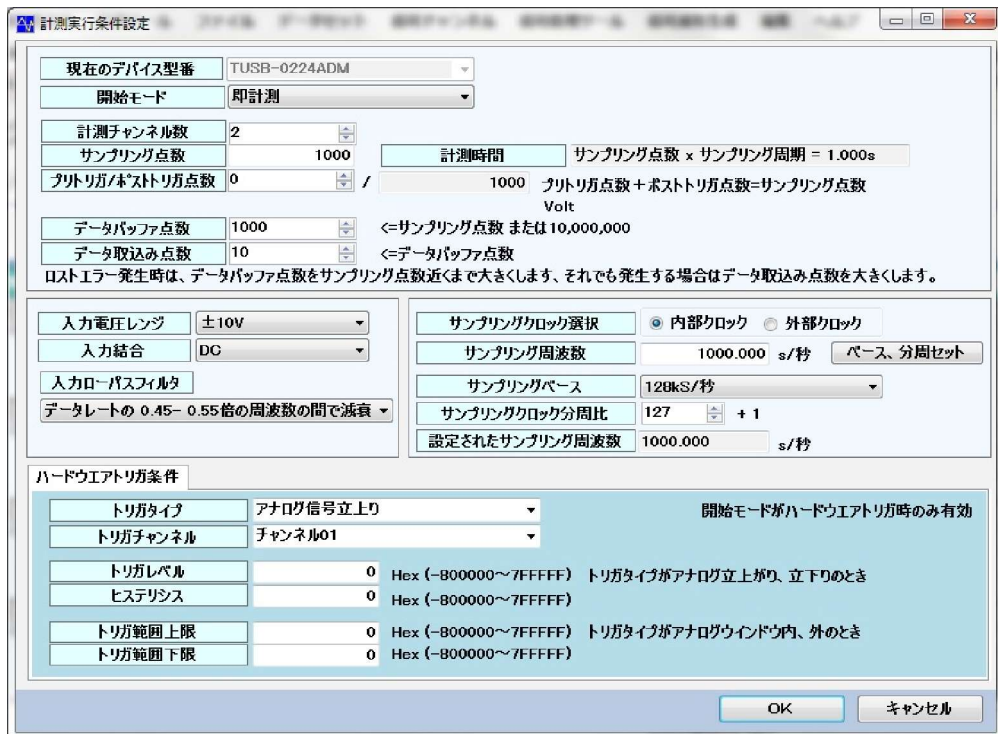 計測実行条件設定
現在のデバイス型番 TUSB-0224ADM
開始モード 即計測
計測チャンネル数 2
サンプリング点数 1000 計測時間 サンプリング点数 x サンプリング周期 = 1.000s
プリトリガ/ポストトリガ点数 0 / 1000 プリトリガ点数+ポストトリガ点数=サンプリング点数
Volt
データバッファ点数 1000 <=サンプリング点数 または10,000,000
データ取込み点数 10 <=データバッファ点数
ロストエラー発生時は、データバッファ点数をサンプリング点数近くまで大きくします、それでも発生する場合はデータ取込み点数を大きくします。
入力電圧レンジ ±10V
入力結合 DC
入力ローパスフィルタ
データレートの 0.45- 0.55倍の周波数の間で減衰
サンプリングクロック選択 内部クロック 外部クロック
サンプリング周波数 1000.000 s/秒 ベース、分周セット
サンプリングベース 128kS/秒
サンプリングクロック分周比 127 + 1
設定されたサンプリング周波数 1000.000 s/秒
ハードウエアトリガ条件
トリガタイプ アナログ信号立上り 開始モードがハードウエアトリガ時のみ有効
トリガチャンネル チャンネル01
トリガレベル 0 Hex (-800000～7FFFFF) トリガタイプがアナログ立上がり、立下りのとき
ヒステリシス 0 Hex (-800000～7FFFFF)
トリガ範囲上限 0 Hex (-800000～7FFFFF) トリガタイプがアナログウインドウ内、外のとき
トリガ範囲下限 0 Hex (-800000～7FFFFF)
OK キャンセル